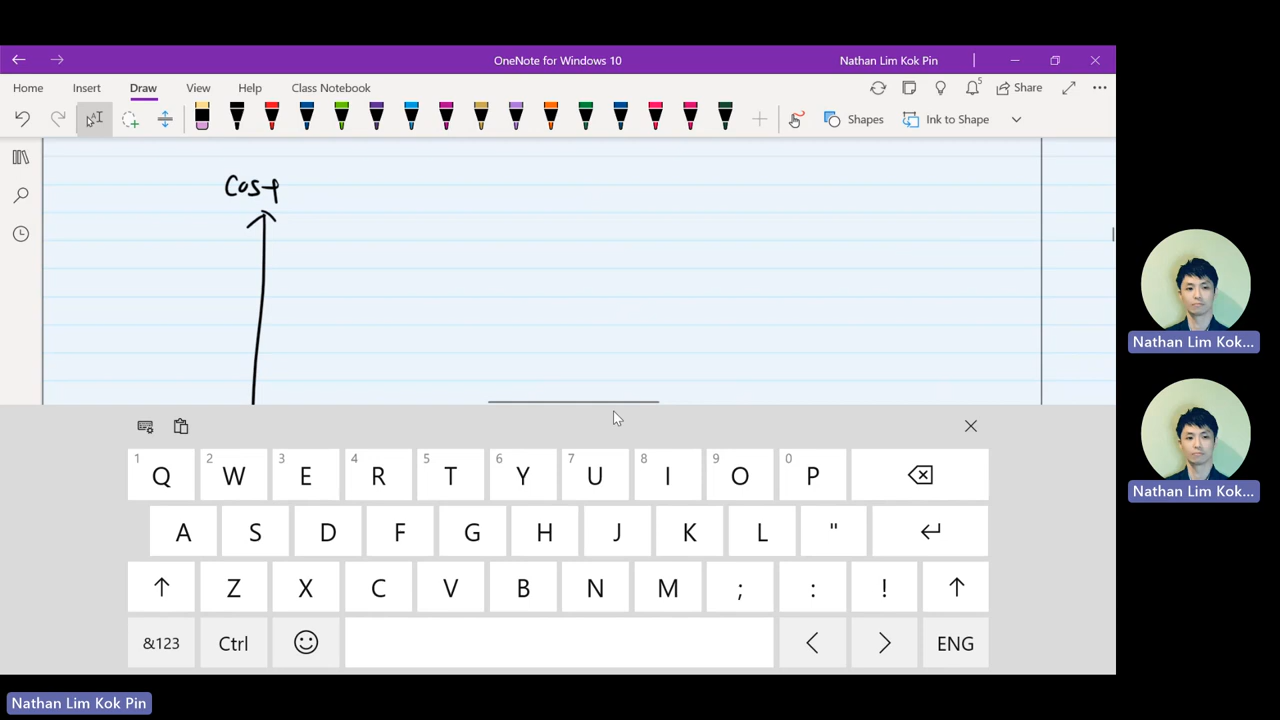 OneNote for Windows 10
Nathan Lim Kok Pin
Home Insert Draw View Help Class Notebook
5
Share
Shapes
Ink to Shape
Cost
1 Q 2 W 3 E 4 R 5 T 6 Y 7 U 8 I 9 O 0 P
A S D F G H J K L "
Z X C V B N M ; : !
&123 Ctrl ENG
Nathan Lim Kok...
Nathan Lim Kok...
Nathan Lim Kok Pin